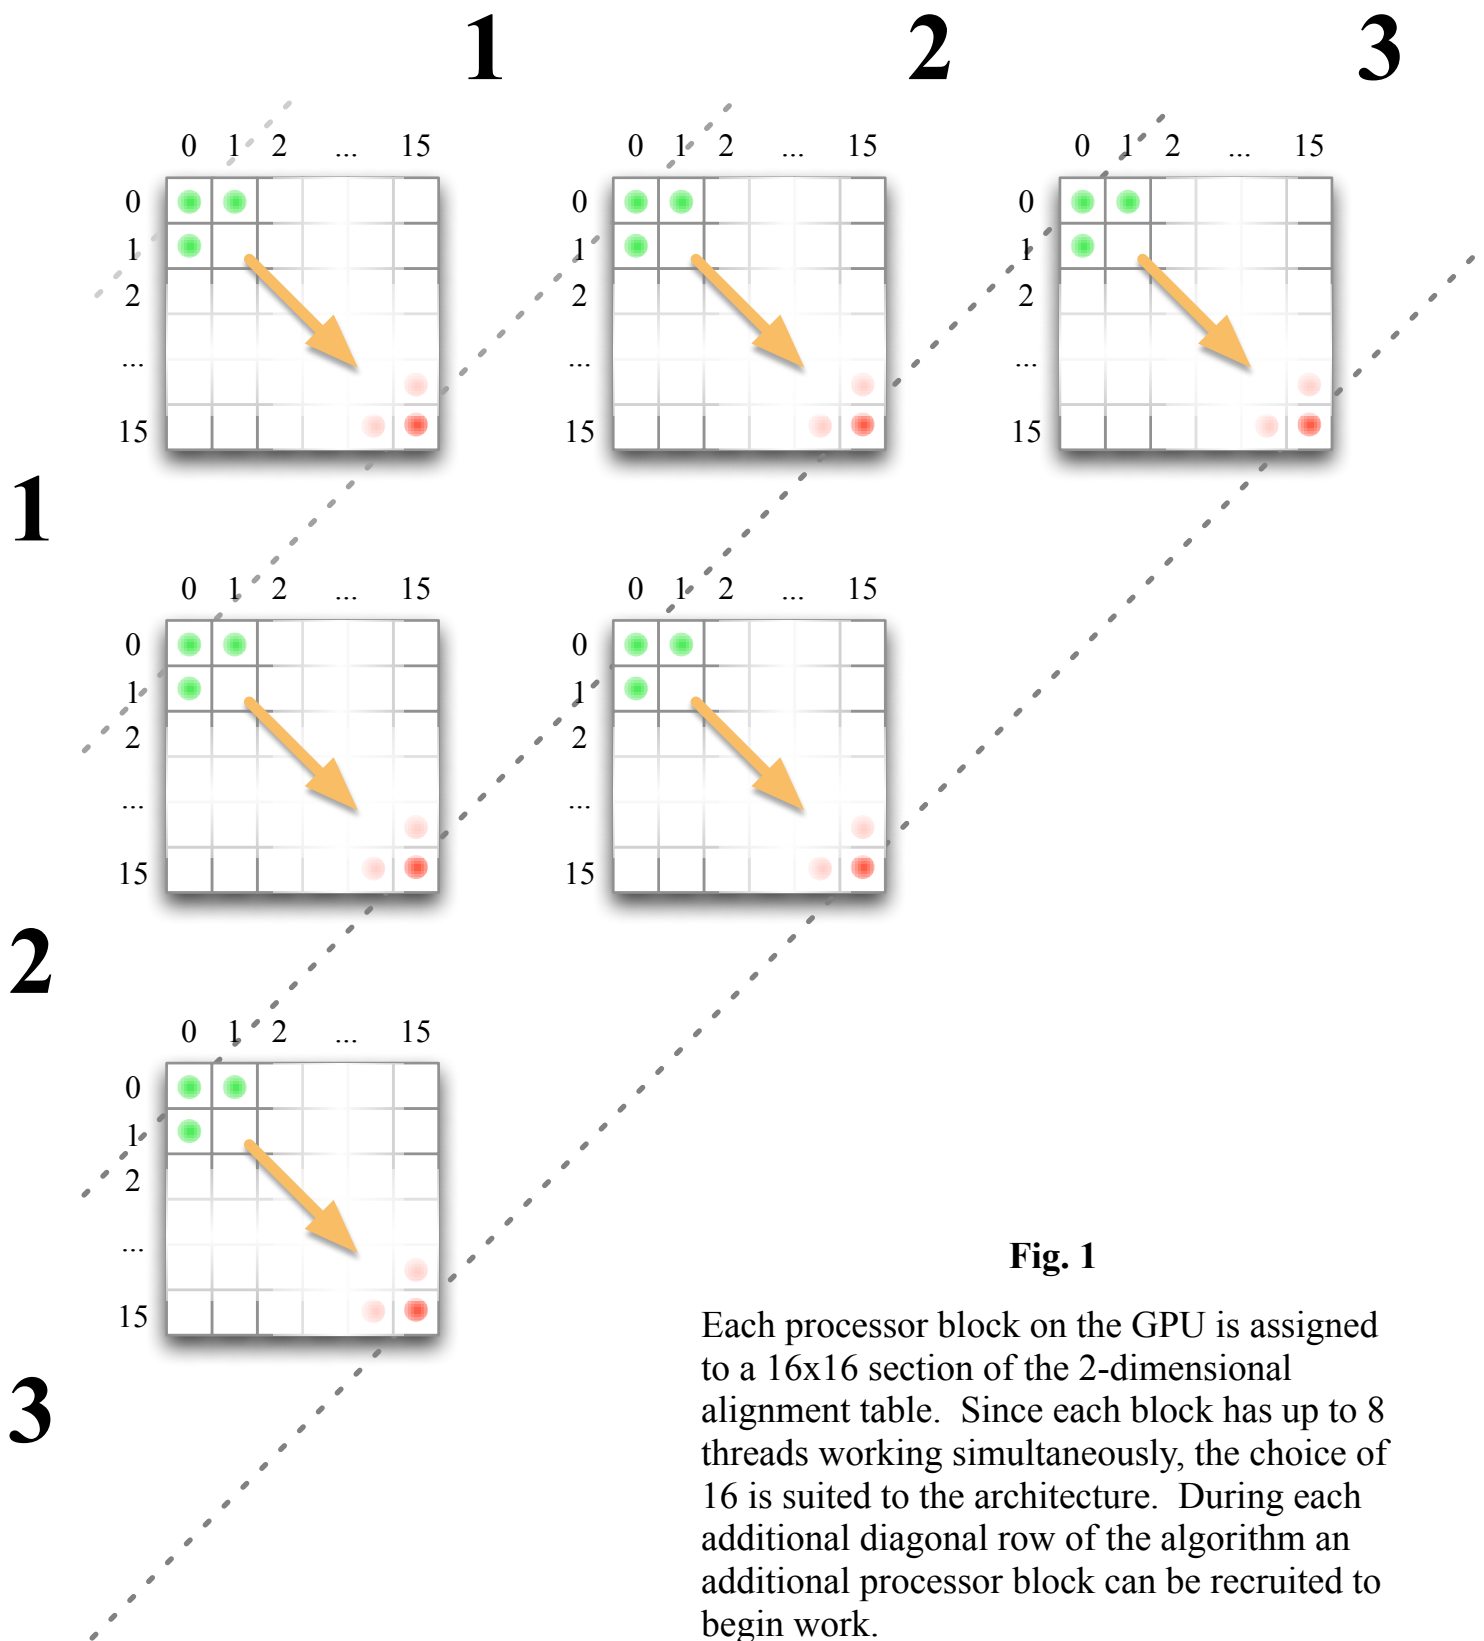 1 2 3
0 1 2 ... 15 0 1 2 ... 15 0 1 2 ... 15
0 0 0
1 1 1
2 2 2
... ... ...
15 15 15
1
0 1 2 ... 15 0 1 2 ... 15
0 0
1 1
2 2
... ...
15 15
2
0 1 2 ... 15
0
1
2
...
15
3
Fig. 1
Each processor block on the GPU is assigned
to a 16x16 section of the 2-dimensional
alignment table.  Since each block has up to 8
threads working simultaneously, the choice of
16 is suited to the architecture.  During each
additional diagonal row of the algorithm an
additional processor block can be recruited to
begin work.